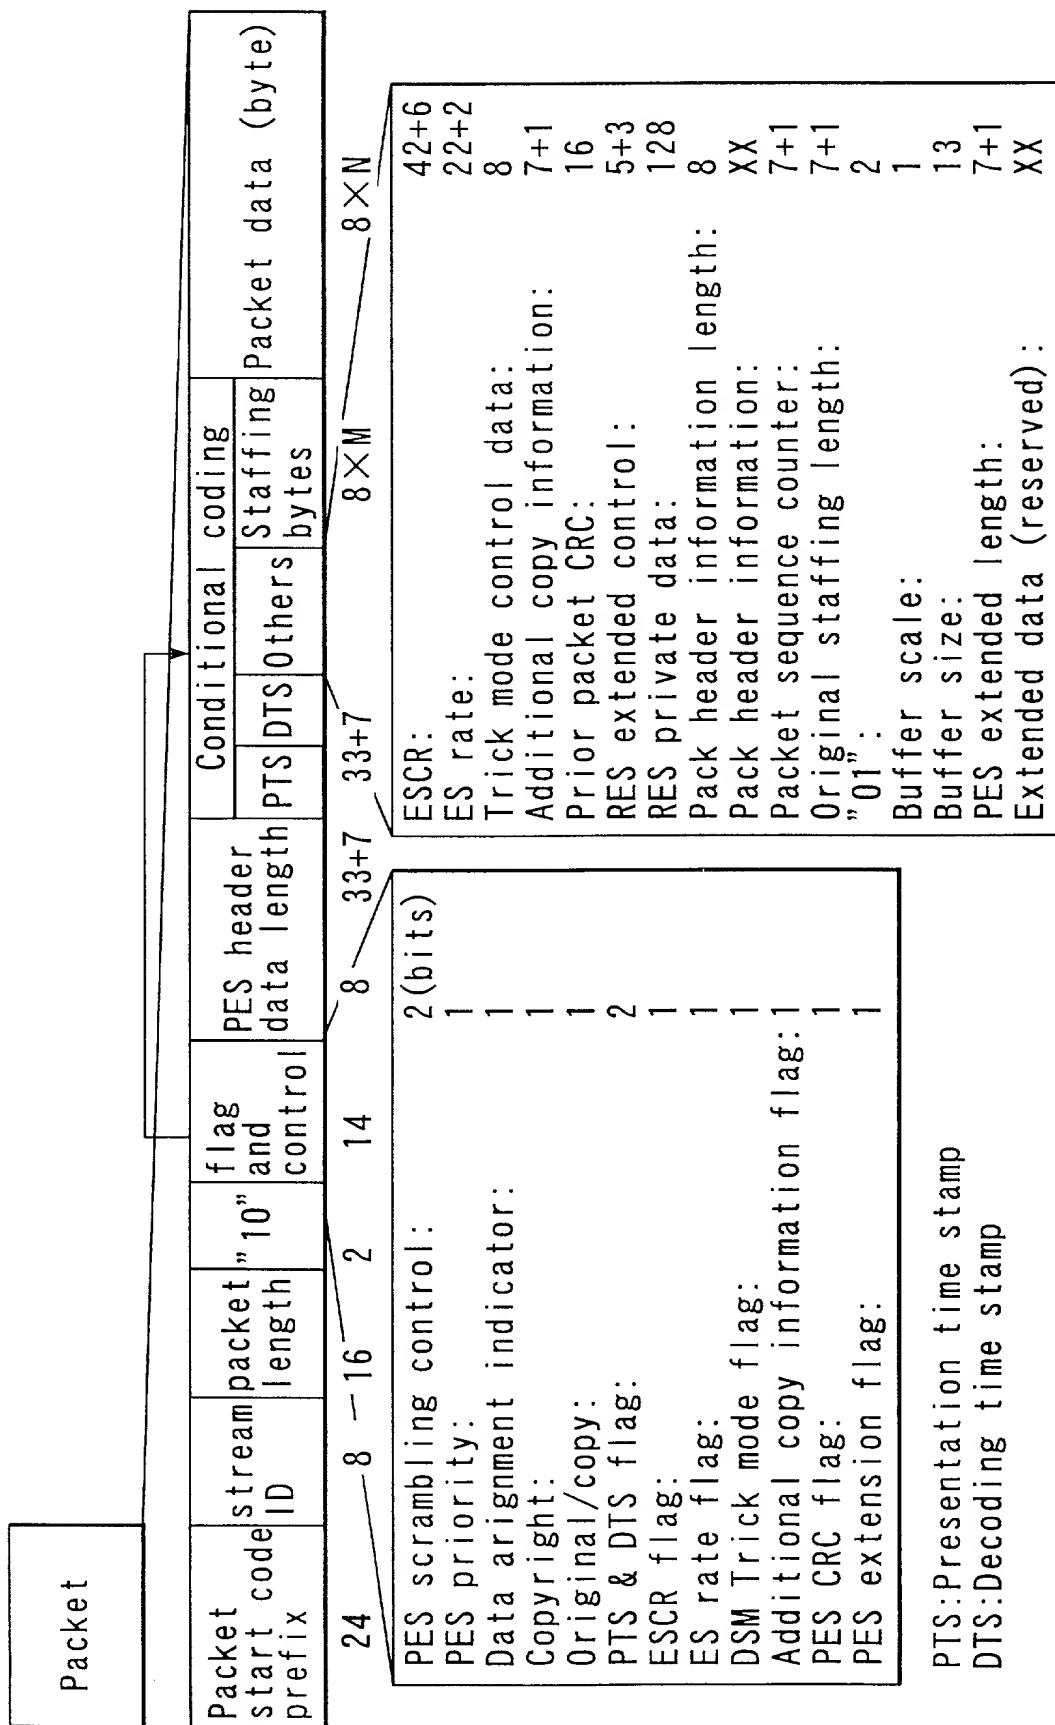 Packet
Packet start code prefix
stream ID
packet length
"10"
flag and control
PES header data length
Conditional coding
PTS
DTS
Others
Staffing bytes
Packet data (byte)
24
8
16
2
14
8
33+7
33+7
8×M
8×N
PES scrambling control: 2(bits)
PES priority: 1
Data arignment indicator: 1
Copyright: 1
Original/copy: 1
PTS & DTS flag: 2
ESCR flag: 1
ES rate flag: 1
DSM Trick mode flag: 1
Additional copy information flag: 1
PES CRC flag: 1
PES extension flag: 1
ESCR: 42+6
ES rate: 22+2
Trick mode control data: 8
Additional copy information: 7+1
Prior packet CRC: 16
RES extended control: 5+3
RES private data: 128
Pack header information length: 8
Pack header information: XX
Packet sequence counter: 7+1
Original staffing length: 7+1
"01": 2
Buffer scale: 1
Buffer size: 13
PES extended length: 7+1
Extended data (reserved): XX
PTS:Presentation time stamp
DTS:Decoding time stamp